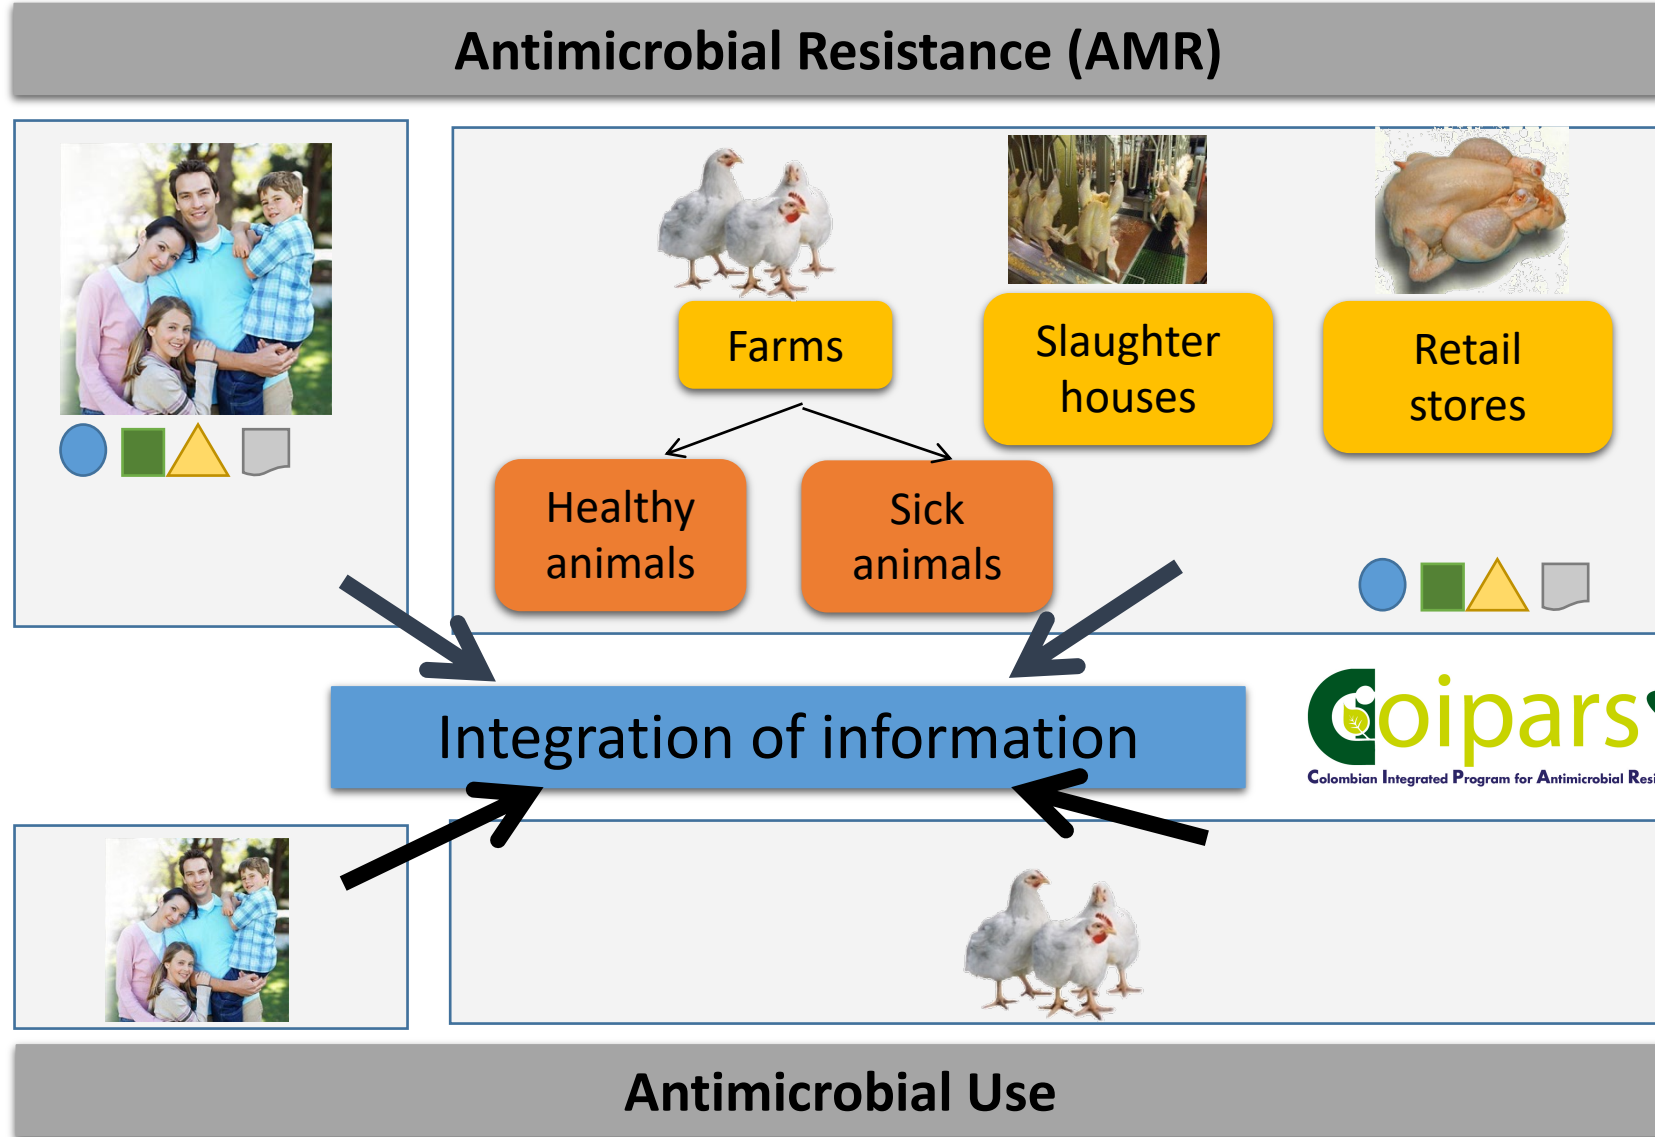 Antimicrobial Resistance (AMR)
Farms
Slaughter
houses
Retail
stores
Healthy
animals
Sick
animals
Integration of information
Coipars
Colombian Integrated Program for Antimicrobial
Antimicrobial Use